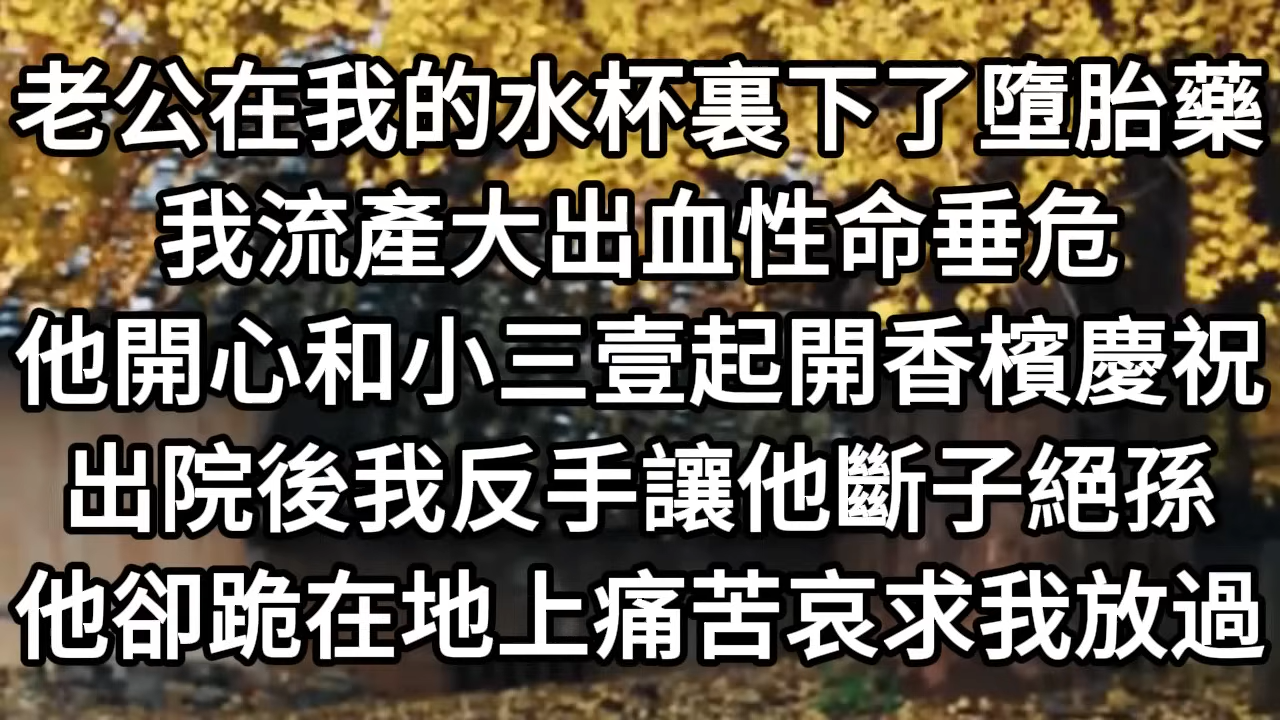 老公在我的水杯裏下了墮胎藥
我流產大出血性命垂危
他開心和小三壹起開香檳慶祝
出院後我反手讓他斷子絕孫
他卻跪在地上痛苦哀求我放過